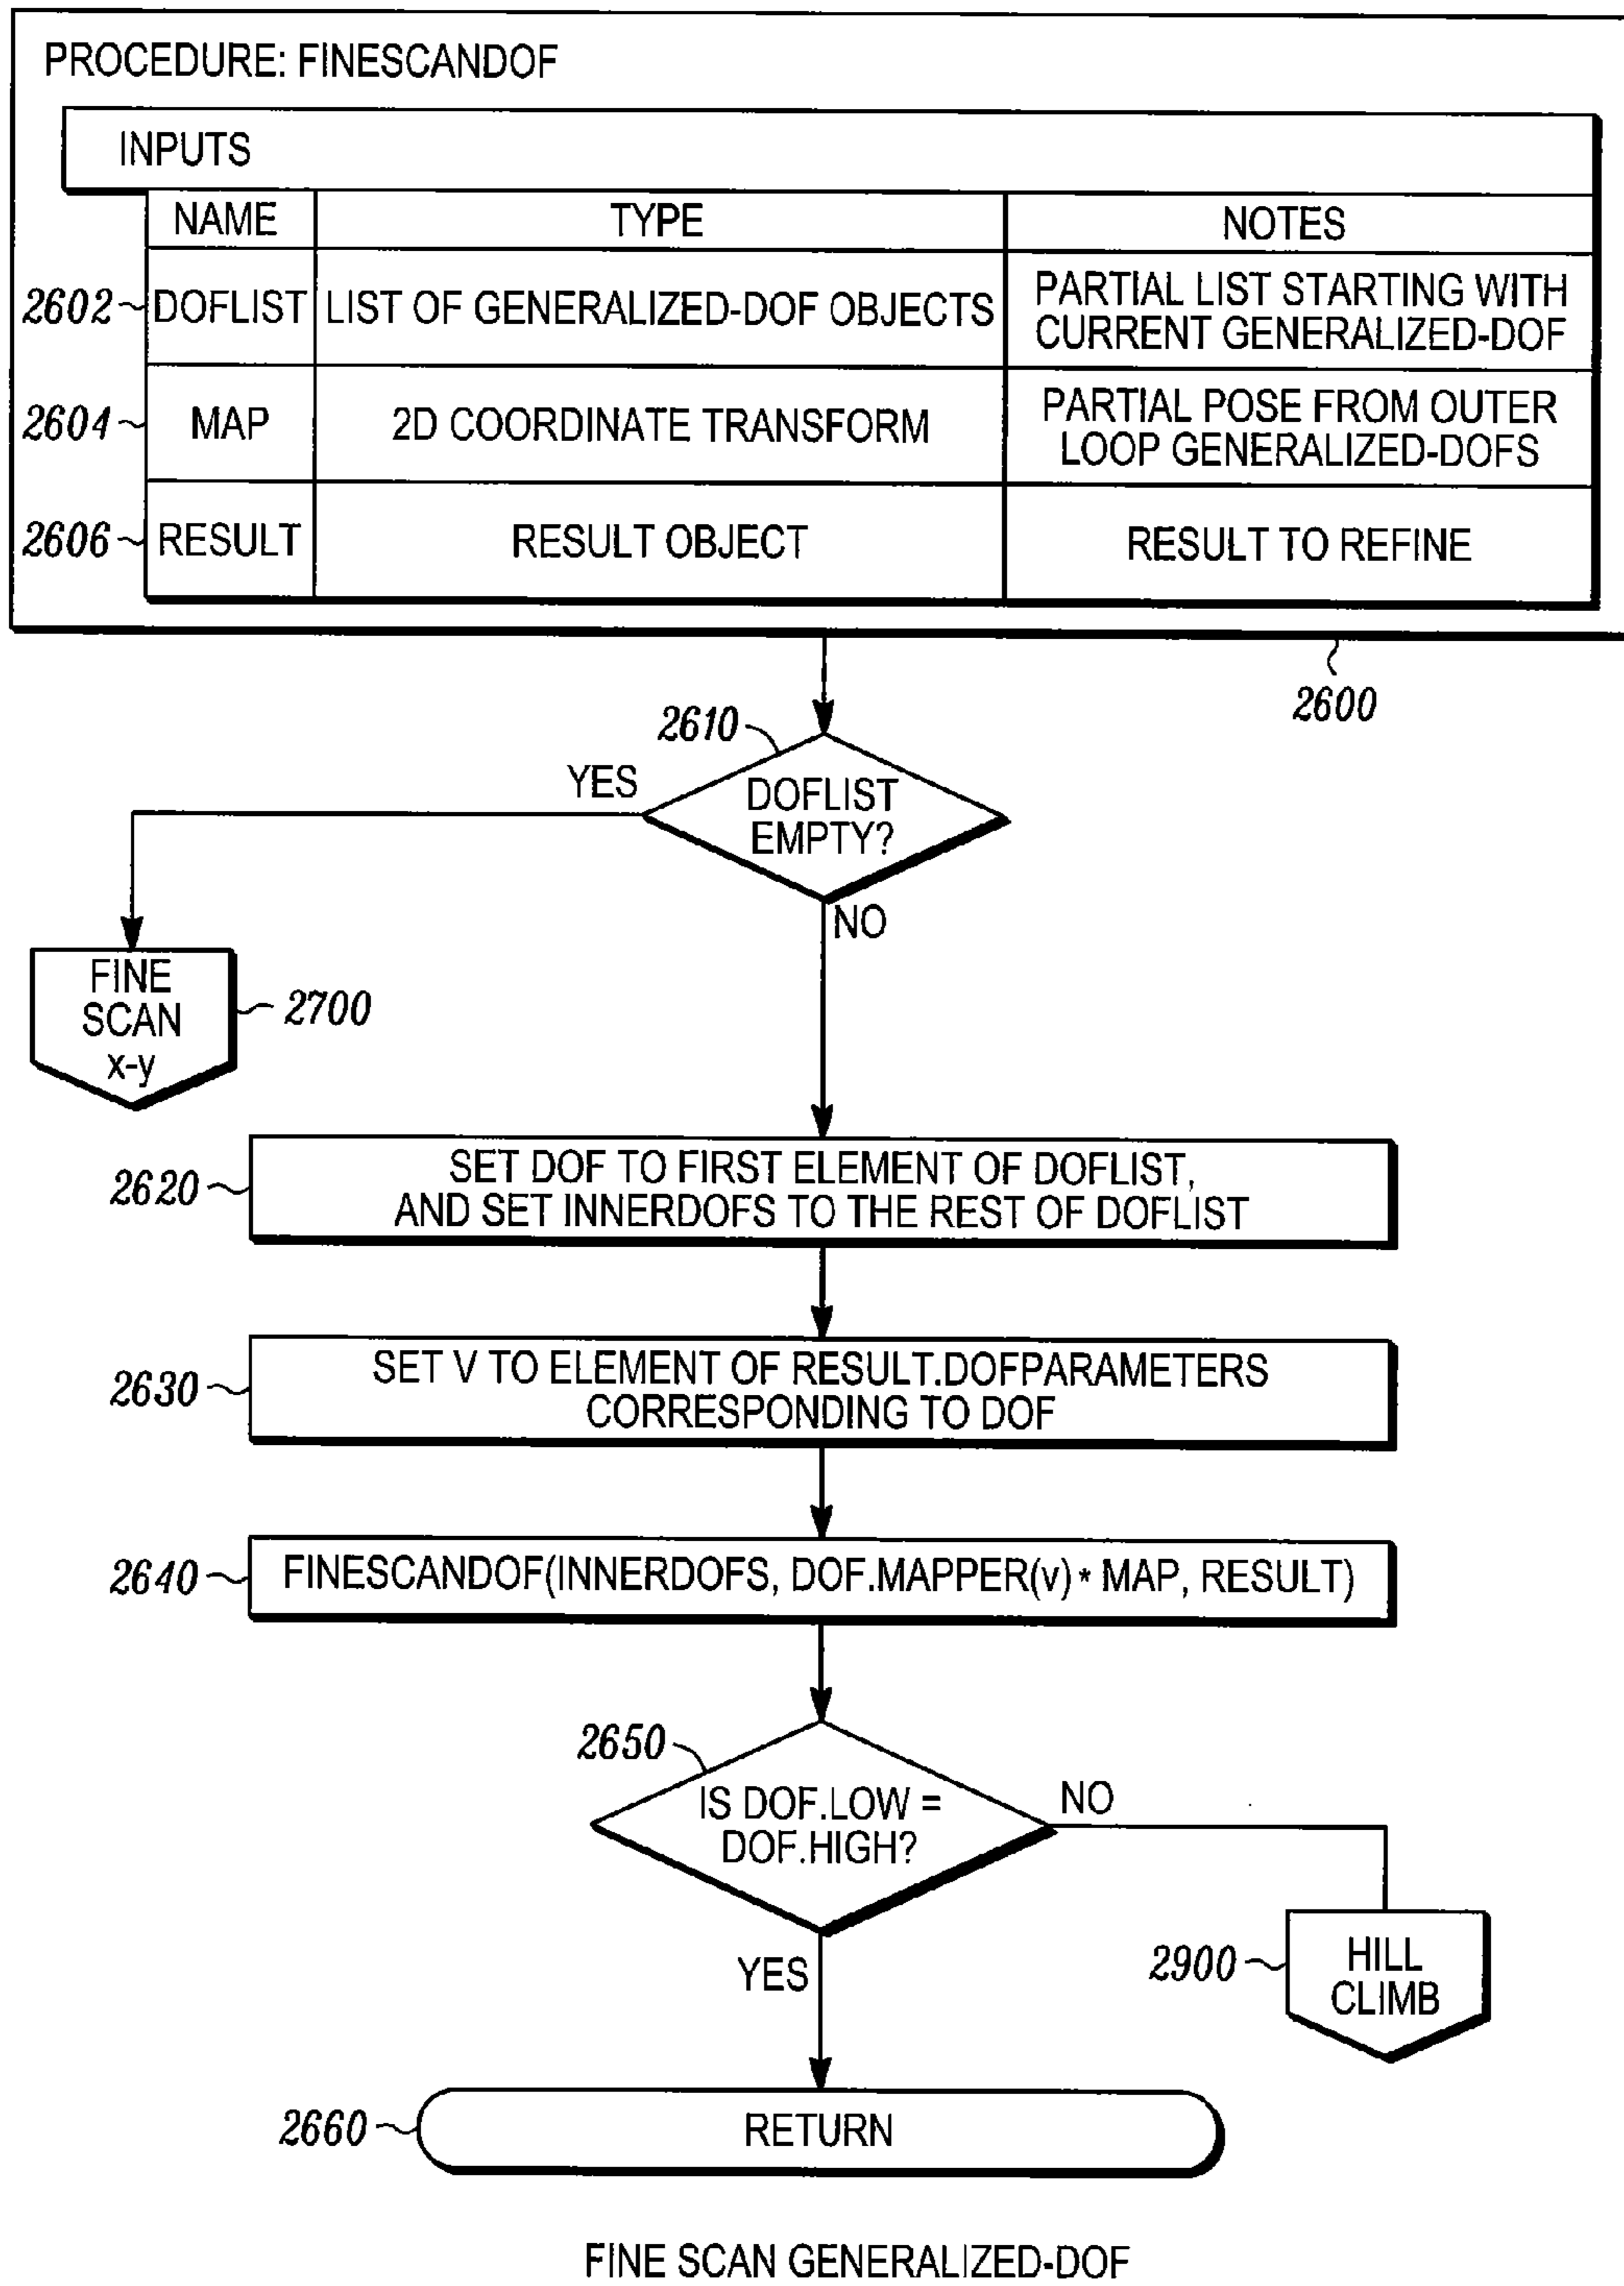 PROCEDURE: FINESCANDOF
INPUTS
NAME TYPE NOTES
2602 DOFLIST LIST OF GENERALIZED-DOF OBJECTS PARTIAL LIST STARTING WITH
CURRENT GENERALIZED-DOF
2604 MAP 2D COORDINATE TRANSFORM PARTIAL POSE FROM OUTER
LOOP GENERALIZED-DOFS
2606 RESULT RESULT OBJECT RESULT TO REFINE
2600
2610
YES
DOFLIST
EMPTY?
NO
FINE
SCAN
x-y
2700
2620
SET DOF TO FIRST ELEMENT OF DOFLIST,
AND SET INNERDOFS TO THE REST OF DOFLIST
2630
SET V TO ELEMENT OF RESULT.DOFPARAMETERS
CORRESPONDING TO DOF
2640
FINESCANDOF(INNERDOFS, DOF.MAPPER(v) * MAP, RESULT)
2650
IS DOF.LOW =
DOF.HIGH?
NO
YES
2900
HILL
CLIMB
2660
RETURN
FINE SCAN GENERALIZED-DOF